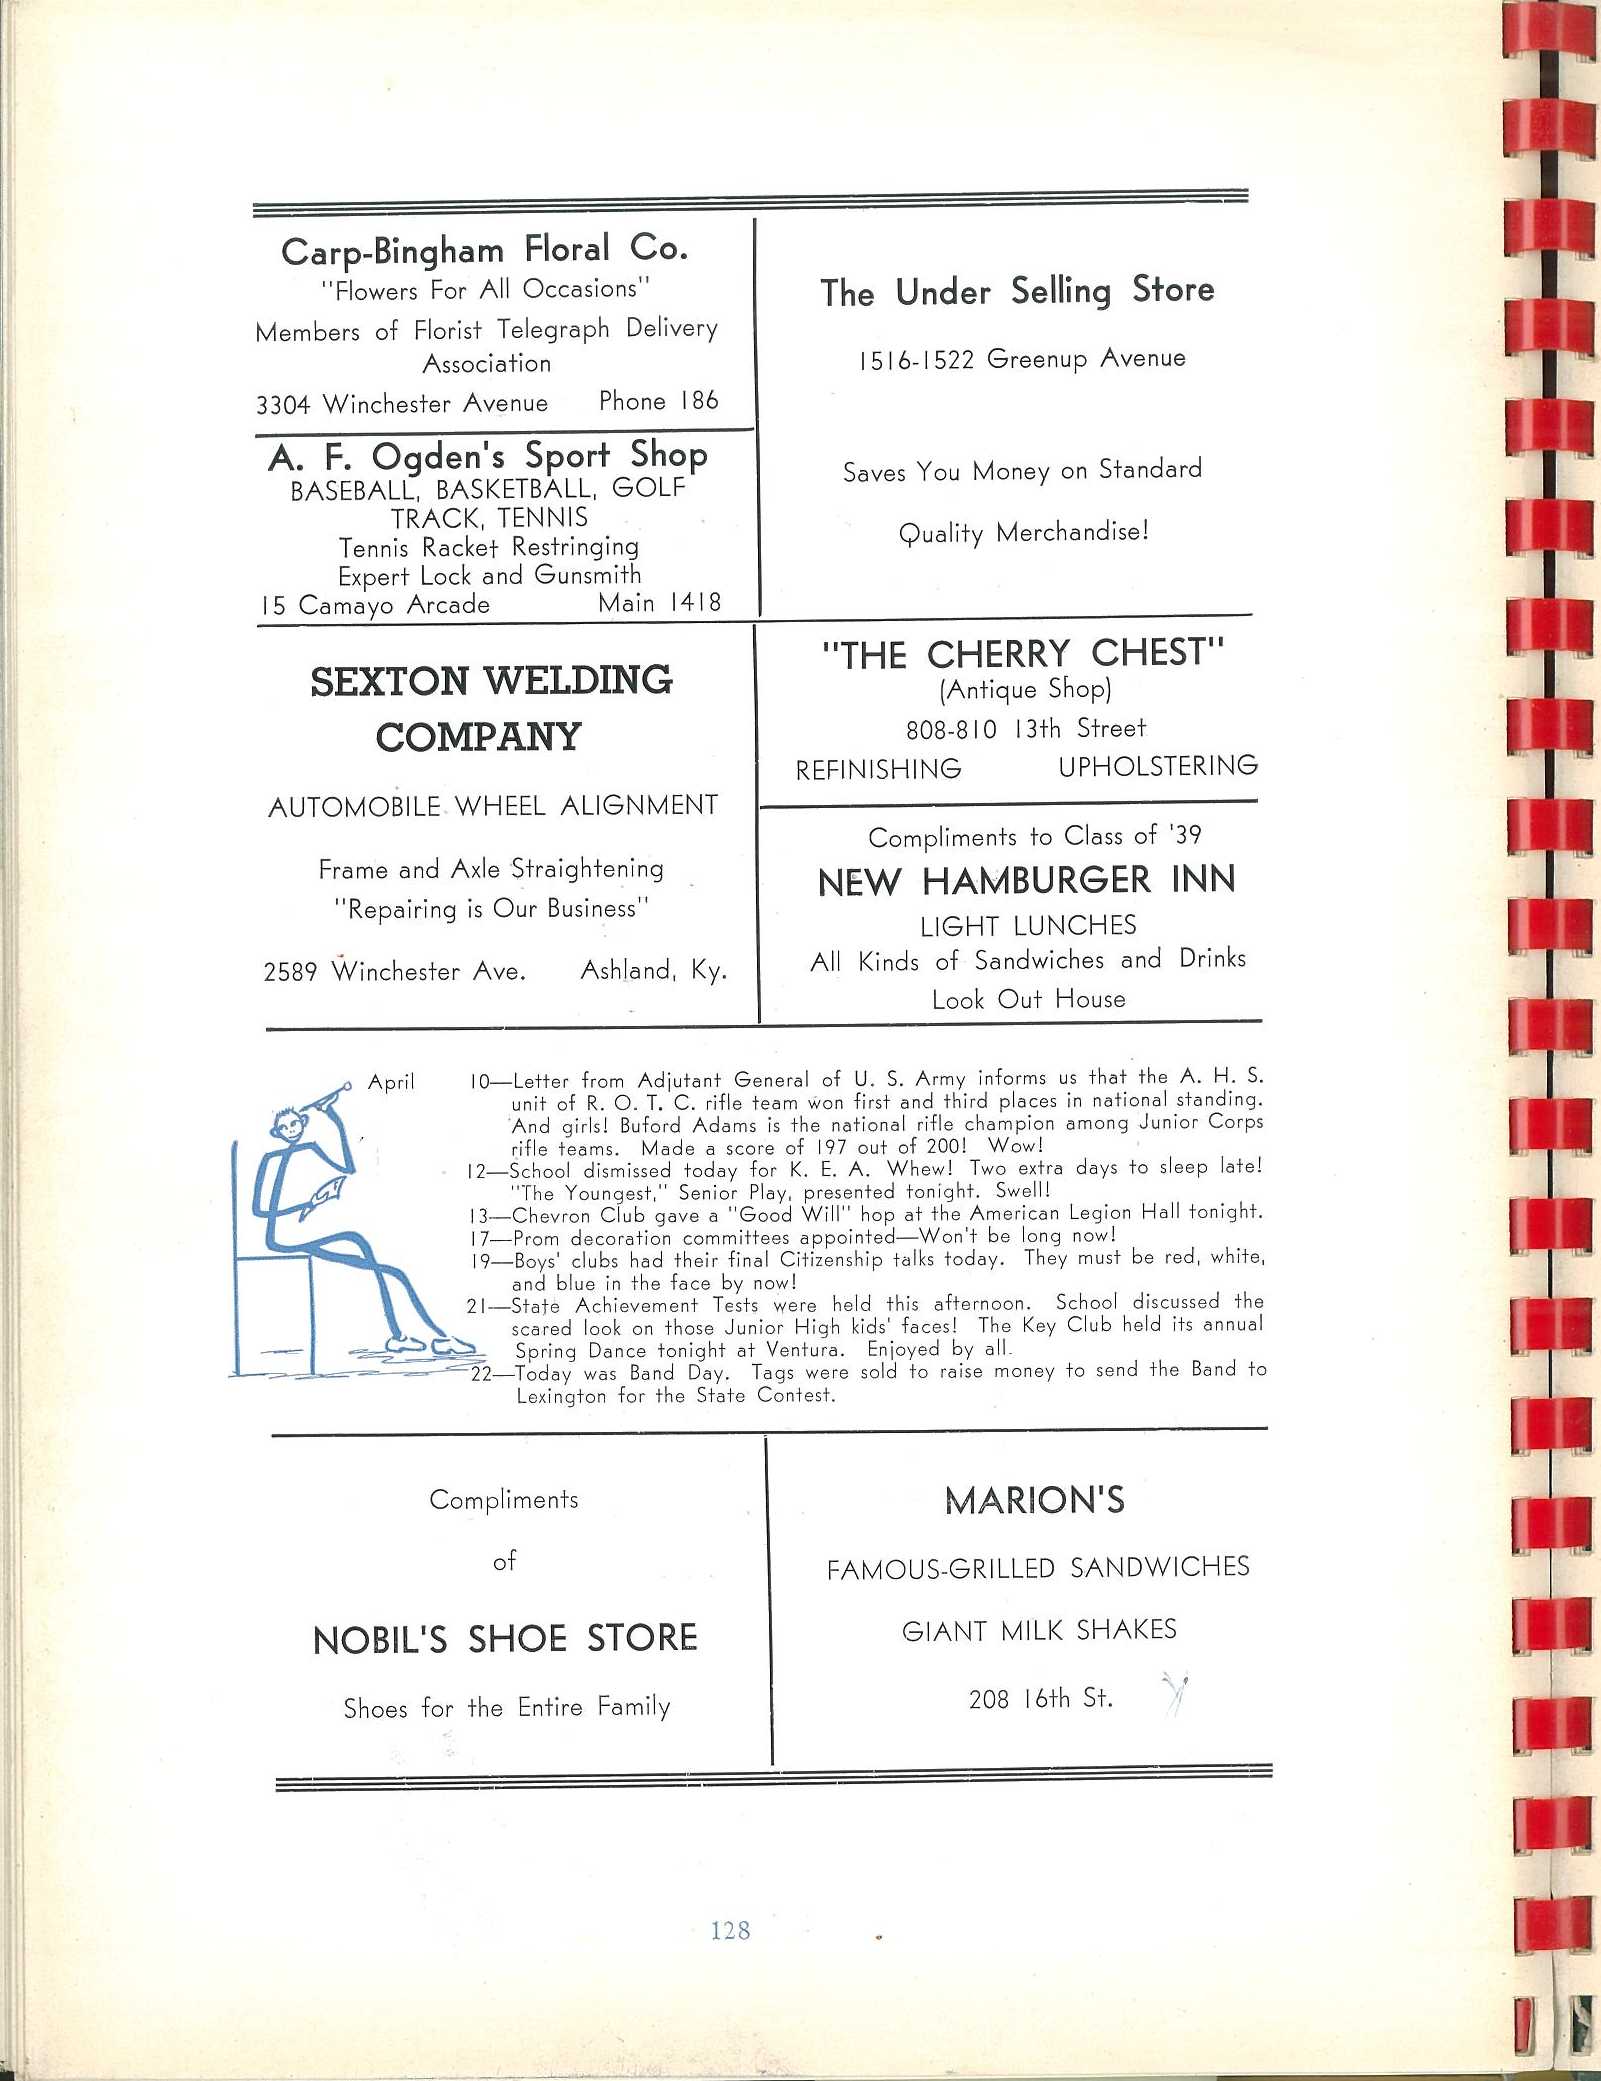 Carp-Bingham Floral Co.
"Flowers For All Occasions"
Members of Florist Telegraph Delivery
Association
3304 Winchester Avenue Phone 186
A. F. Ogden's Sport Shop
BASEBALL, BASKETBALL, GOLF
TRACK, TENNIS
Tennis Racket Restringing
Expert Lock and Gunsmith
15 Camayo Arcade Main 1418
The Under Selling Store
1516-1522 Greenup Avenue
Saves You Money on Standard
Quality Merchandise!
SEXTON WELDING
COMPANY
AUTOMOBILE WHEEL ALIGNMENT
Frame and Axle Straightening
"Repairing is Our Business"
2589 Winchester Ave. Ashland, Ky.
"THE CHERRY CHEST"
(Antique Shop)
808-810 13th Street
REFINISHING UPHOLSTERING
Compliments to Class of '39
NEW HAMBURGER INN
LIGHT LUNCHES
All Kinds of Sandwiches and Drinks
Look Out House
April 10—Letter from Adjutant General of U. S. Army informs us that the A. H. S.
unit of R. O. T. C. rifle team won first and third places in national standing.
And girls! Buford Adams is the national rifle champion among Junior Corps
rifle teams. Made a score of 197 out of 200! Wow!
12—School dismissed today for K. E. A. Whew! Two extra days to sleep late!
"The Youngest," Senior Play, presented tonight. Swell!
13—Chevron Club gave a "Good Will" hop at the American Legion Hall tonight.
17—Prom decoration committees appointed—Won't be long now!
19—Boys' clubs had their final Citizenship talks today. They must be red, white,
and blue in the face by now!
21—State Achievement Tests were held this afternoon. School discussed the
scared look on those Junior High kids' faces! The Key Club held its annual
Spring Dance tonight at Ventura. Enjoyed by all.
22—Today was Band Day. Tags were sold to raise money to send the Band to
Lexington for the State Contest.
Compliments
of
NOBIL'S SHOE STORE
Shoes for the Entire Family
MARION'S
FAMOUS-GRILLED SANDWICHES
GIANT MILK SHAKES
208 16th St.
128